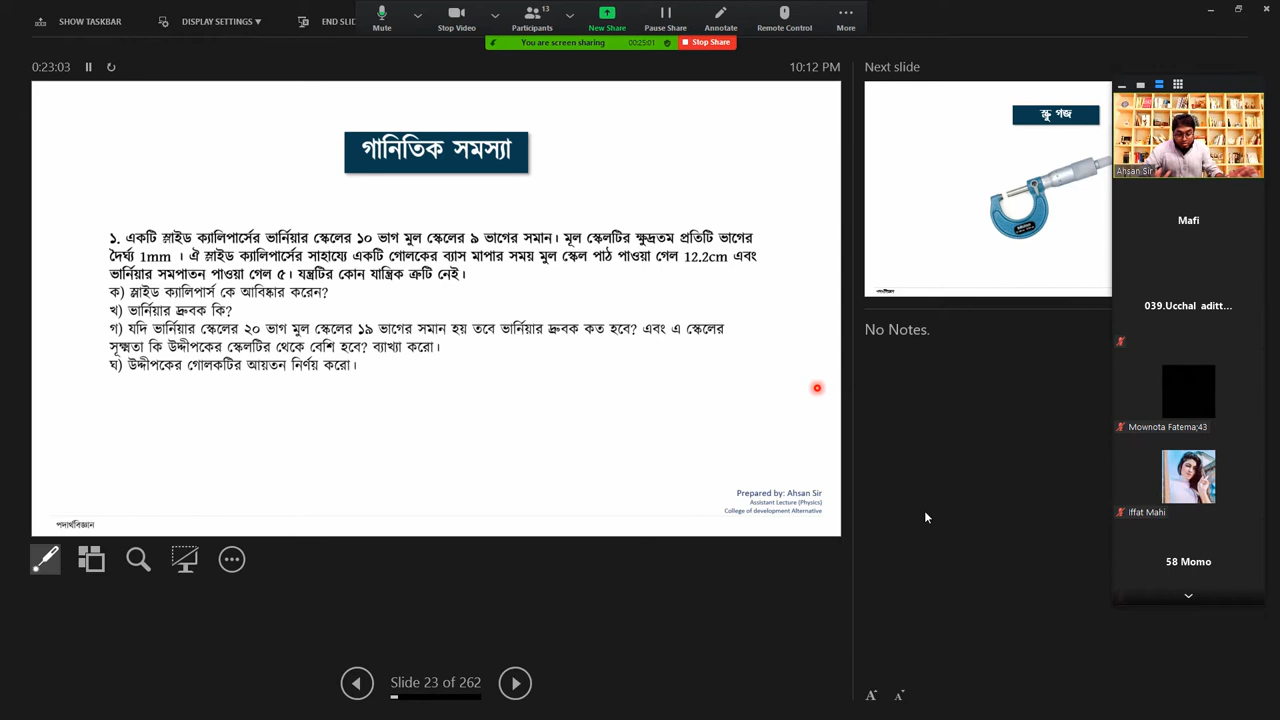 SHOW TASKBAR
DISPLAY SETTINGS
END SLID
Mute
Stop Video
13
Participants
New Share
Pause Share
Annotate
Remote Control
More
You are screen sharing
00:25:01
Stop Share
0:23:03
10:12 PM
গানিতিক সমস্যা
১. একটি স্লাইড ক্যালিপার্সের ভার্নিয়ার স্কেলের ১০ ভাগ মুল স্কেলের ৯ ভাগের সমান। মূল স্কেলটির ক্ষুদ্রতম প্রতিটি ভাগের
দৈর্ঘ্য 1mm । ঐ স্লাইড ক্যালিপার্সের সাহায্যে একটি গোলকের ব্যাস মাপার সময় মুল স্কেল পাঠ পাওয়া গেল 12.2cm এবং
ভার্নিয়ার সমপাতন পাওয়া গেল ৫। যন্ত্রটির কোন যান্ত্রিক ত্রুটি নেই।
ক) স্লাইড ক্যালিপার্স কে আবিষ্কার করেন?
খ) ভার্নিয়ার ধ্রুবক কি?
গ) যদি ভার্নিয়ার স্কেলের ২০ ভাগ মুল স্কেলের ১৯ ভাগের সমান হয় তবে ভার্নিয়ার ধ্রুবক কত হবে? এবং এ স্কেলের
সূক্ষ্মতা কি উদ্দীপকের স্কেলটির থেকে বেশি হবে? ব্যাখ্যা করো।
ঘ) উদ্দীপকের গোলকটির আয়তন নির্ণয় করো।
Prepared by: Ahsan Sir
Assistant Lecture (Physics)
College of development Alternative
পদার্থবিজ্ঞান
Slide 23 of 262
Next slide
স্ক্রু গজ
No Notes.
Ahsan Sir
Mafi
039.Ucchal aditt...
Mownota Fatema;43
Iffat Mahi
58 Momo